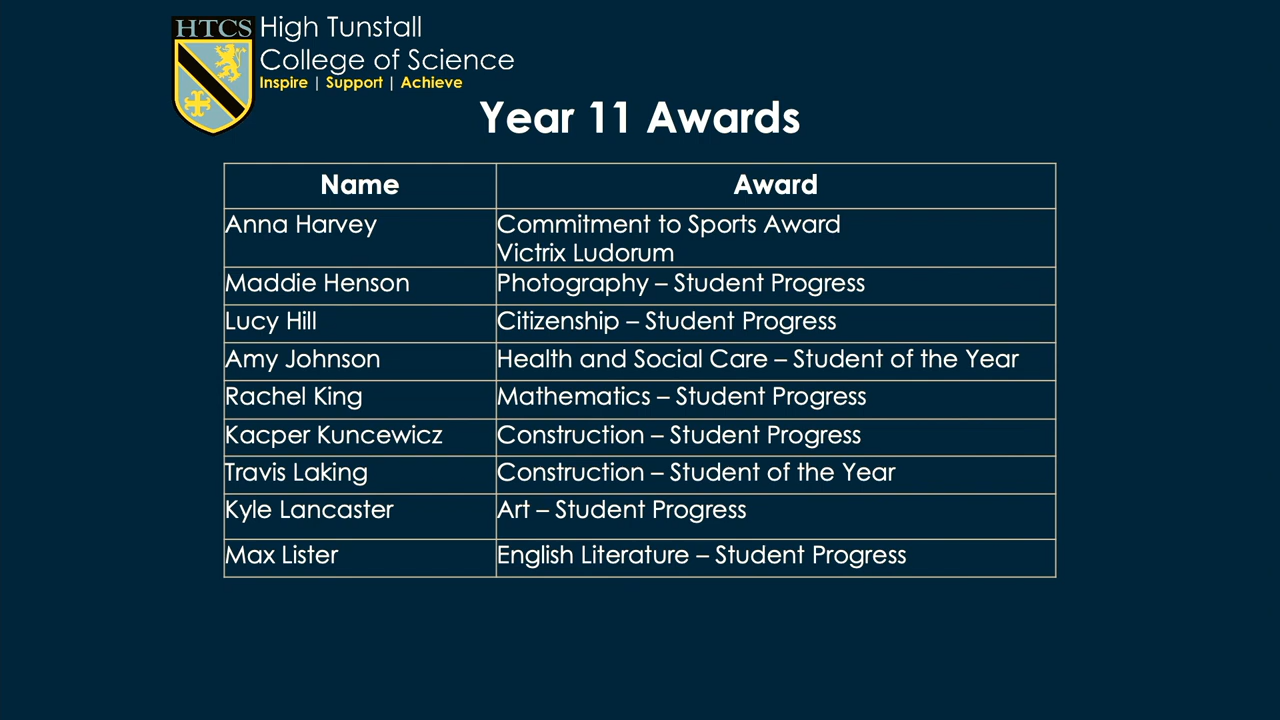 HTCS
High Tunstall
College of Science
Inspire | Support | Achieve
Year 11 Awards
Name Award
Anna Harvey Commitment to Sports Award
Victrix Ludorum
Maddie Henson Photography – Student Progress
Lucy Hill Citizenship – Student Progress
Amy Johnson Health and Social Care – Student of the Year
Rachel King Mathematics – Student Progress
Kacper Kuncewicz Construction – Student Progress
Travis Laking Construction – Student of the Year
Kyle Lancaster Art – Student Progress
Max Lister English Literature – Student Progress